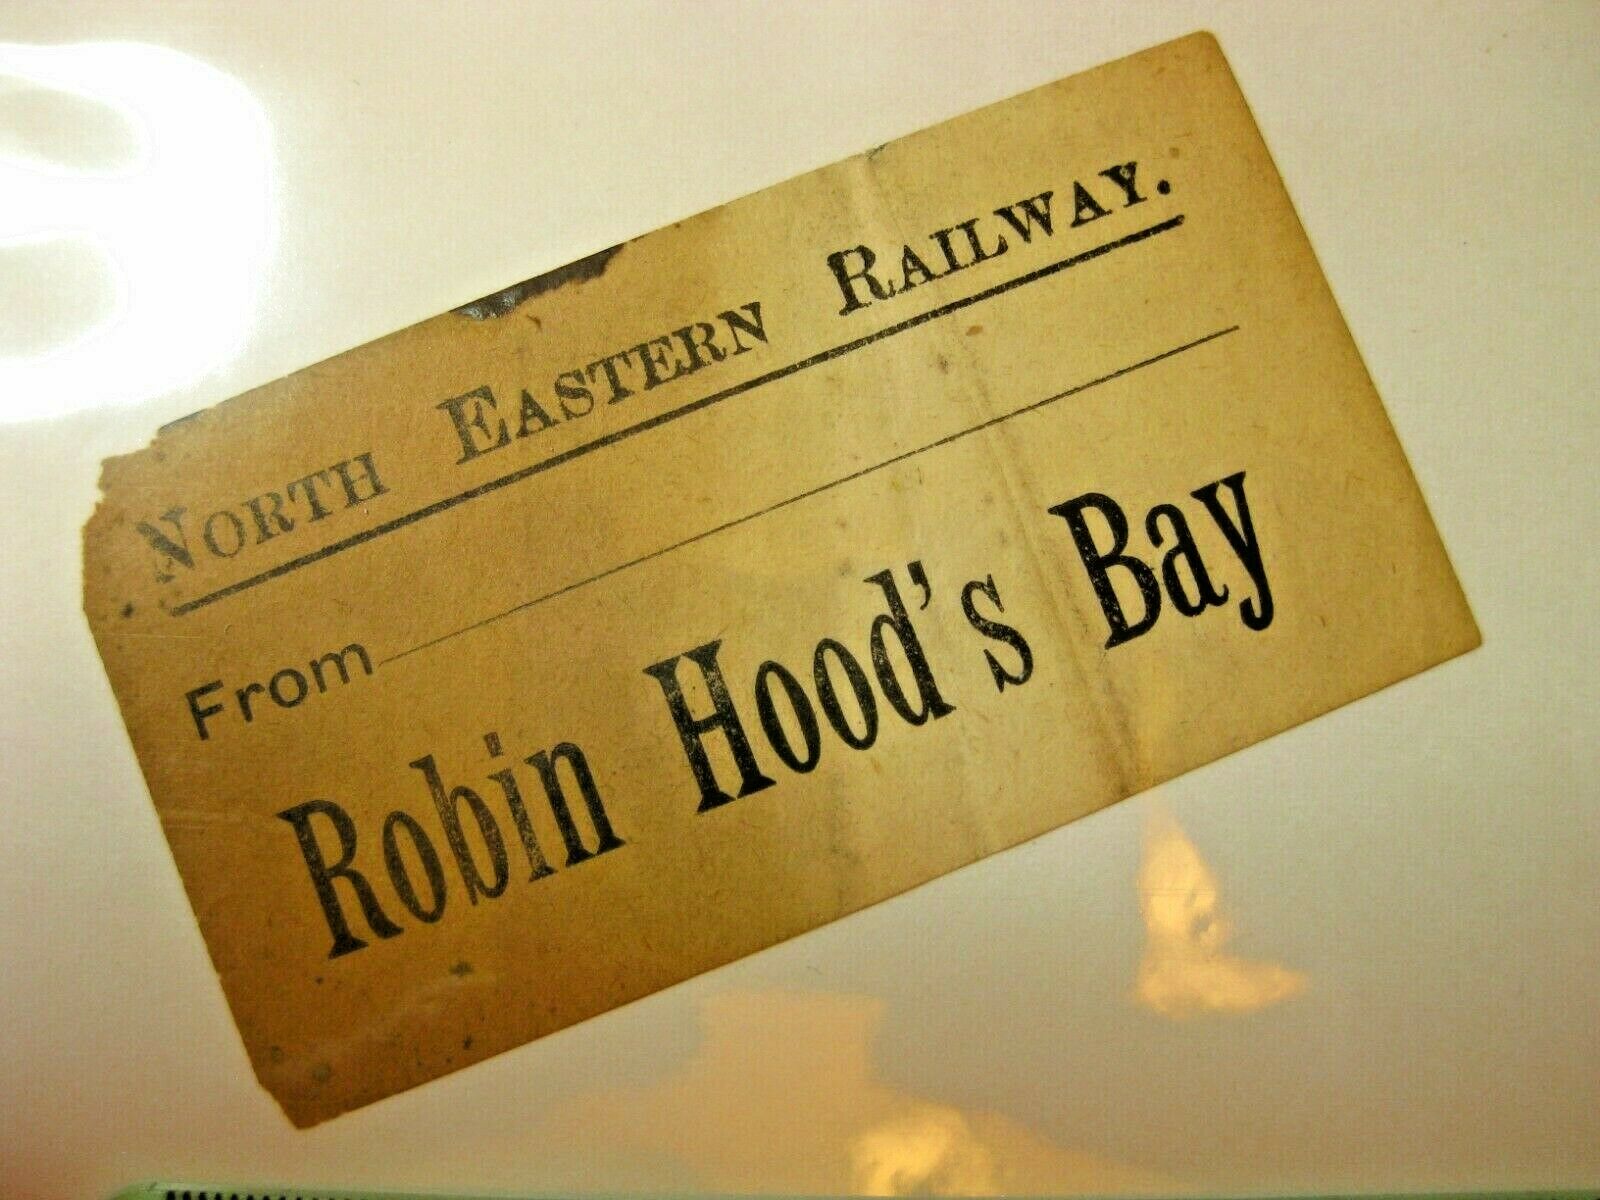 North Eastern Railway.
From
Robin Hood's Bay